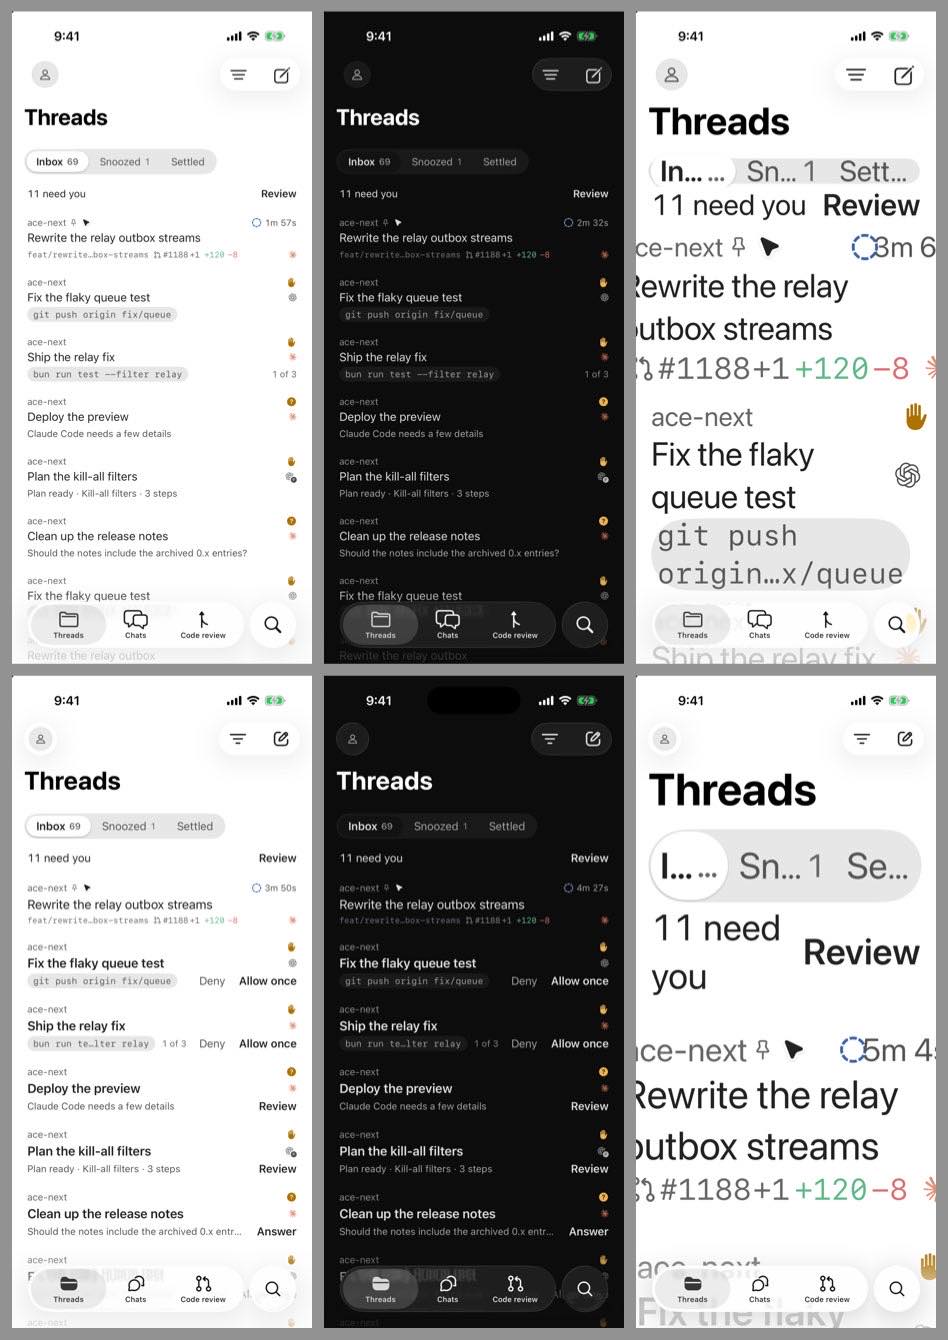 9:41
Threads
Inbox 69 Snoozed 1 Settled
11 need you Review
ace-next 1m 57s
Rewrite the relay outbox streams
feat/rewrite…box-streams #1188+1 +120 −8
ace-next
Fix the flaky queue test
git push origin fix/queue
ace-next
Ship the relay fix
bun run test --filter relay 1 of 3
ace-next
Deploy the preview
Claude Code needs a few details
ace-next
Plan the kill-all filters
Plan ready · Kill-all filters · 3 steps
ace-next
Clean up the release notes
Should the notes include the archived 0.x entries?
ace-next
Fix the flaky queue test
Threads Chats Code review
Rewrite the relay outbox
9:41
Threads
Inbox 69 Snoozed 1 Settled
11 need you Review
ace-next 2m 32s
Rewrite the relay outbox streams
feat/rewrite…box-streams #1188+1 +120 −8
ace-next
Fix the flaky queue test
git push origin fix/queue
ace-next
Ship the relay fix
bun run test --filter relay 1 of 3
ace-next
Deploy the preview
Claude Code needs a few details
ace-next
Plan the kill-all filters
Plan ready · Kill-all filters · 3 steps
ace-next
Clean up the release notes
Should the notes include the archived 0.x entries?
ace-next
Fix the flaky queue test
Threads Chats Code review
Rewrite the relay outbox
9:41
Threads
In... ... Sn... 1 Sett...
11 need you Review
ce-next 3m 6
Rewrite the relay
outbox streams
#1188+1 +120 −8
ace-next
Fix the flaky
queue test
git push
origin…x/queue
Threads Chats Code review
Ship the relay fix
9:41
Threads
Inbox 69 Snoozed 1 Settled
11 need you Review
ace-next 3m 50s
Rewrite the relay outbox streams
feat/rewrite…box-streams #1188+1 +120 −8
ace-next
Fix the flaky queue test
git push origin fix/queue Deny Allow once
ace-next
Ship the relay fix
bun run te…lter relay 1 of 3 Deny Allow once
ace-next
Deploy the preview
Claude Code needs a few details Review
ace-next
Plan the kill-all filters
Plan ready · Kill-all filters · 3 steps Review
ace-next
Clean up the release notes
Should the notes include the archived 0.x entr... Answer
ace-next
Threads Chats Code review
ace-next
9:41
Threads
Inbox 69 Snoozed 1 Settled
11 need you Review
ace-next 4m 27s
Rewrite the relay outbox streams
feat/rewrite…box-streams #1188+1 +120 −8
ace-next
Fix the flaky queue test
git push origin fix/queue Deny Allow once
ace-next
Ship the relay fix
bun run te…lter relay 1 of 3 Deny Allow once
ace-next
Deploy the preview
Claude Code needs a few details Review
ace-next
Plan the kill-all filters
Plan ready · Kill-all filters · 3 steps Review
ace-next
Clean up the release notes
Should the notes include the archived 0.x entr... Answer
ace-next
Threads Chats Code review
ace-next
9:41
Threads
I... ... Sn... 1 Se...
11 need
you Review
ace-next 5m 4
Rewrite the relay
outbox streams
#1188+1 +120 −8
ace-next
Threads Chats Code review
Fix the flaky